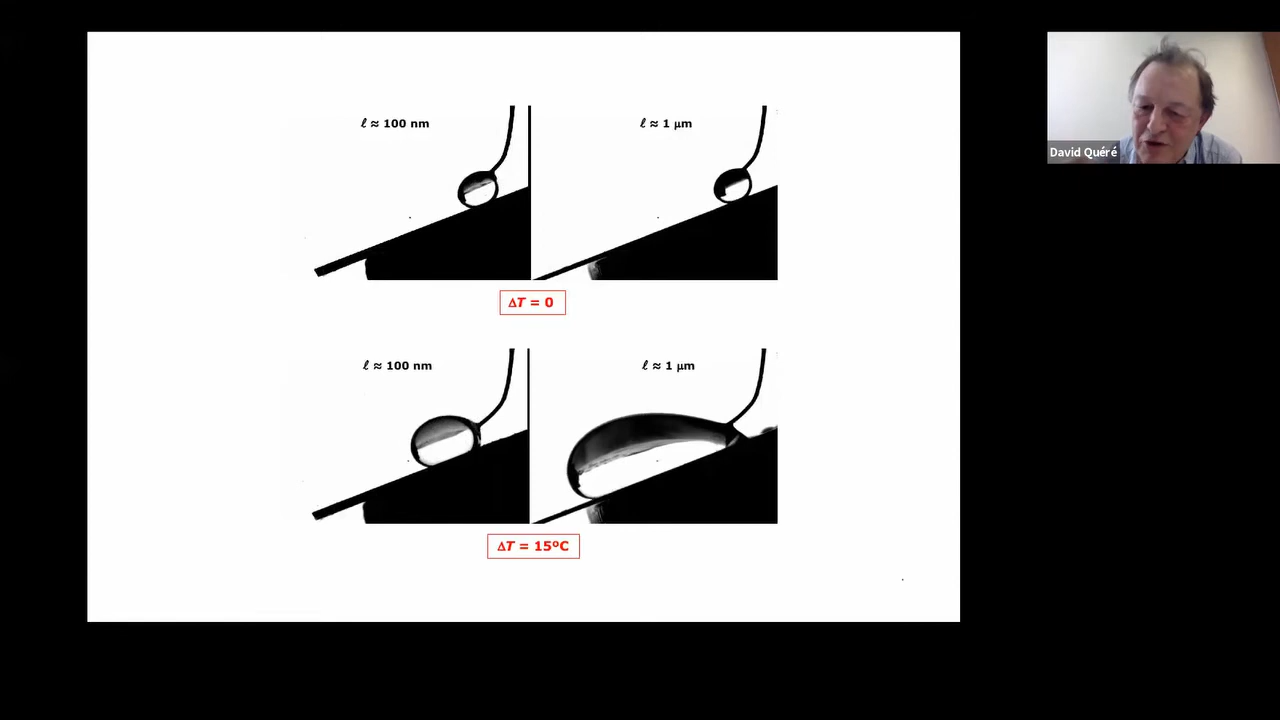 ℓ ≈ 100 nm
ℓ ≈ 1 μm
ΔT = 0
ℓ ≈ 100 nm
ℓ ≈ 1 μm
ΔT = 15ºC
David Quéré